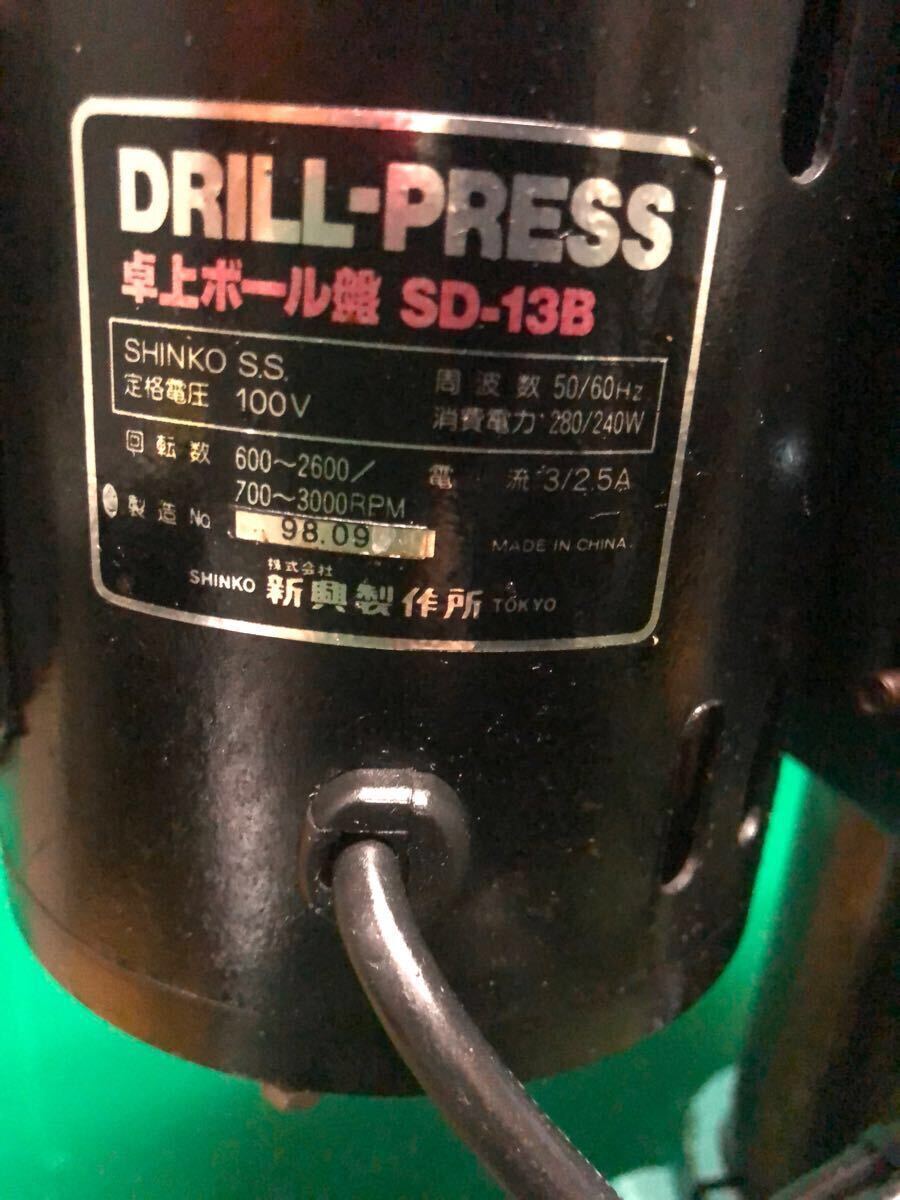 DRILL-PRESS
卓上ボール盤 SD-13B
SHINKO S.S. 周波数 50/60Hz
定格電圧 100V 消費電力 280/240W
回転数 600～2600/ 電流 3/2.5A
700～3000RPM
製造 No. 98.09
MADE IN CHINA.
株式会社
SHINKO 新興製作所 TOKYO